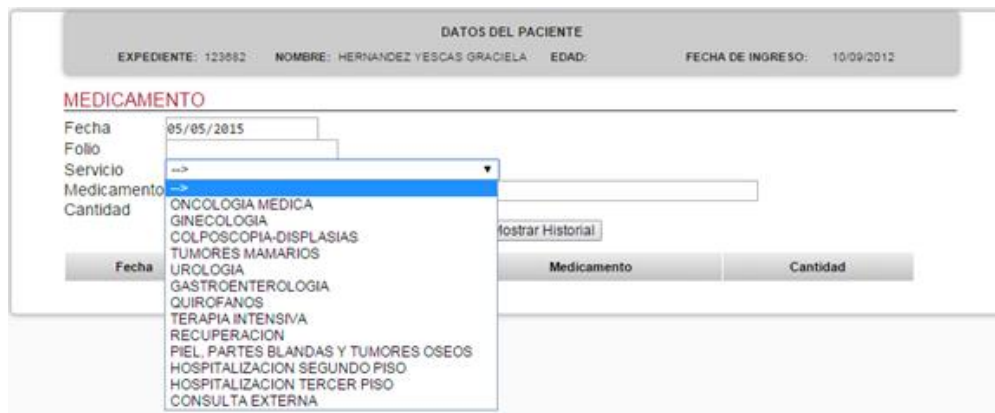 DATOS DEL PACIENTE
EXPEDIENTE: 123682 NOMBRE: HERNANDEZ YESCAS GRACIELA EDAD: FECHA DE INGRESO: 10/09/2012
MEDICAMENTO
Fecha 05/05/2015
Folio
Servicio -->
Medicamento -->
Cantidad ONCOLOGIA MEDICA
GINECOLOGIA
COLPOSCOPIA-DISPLASIAS Mostrar Historial
TUMORES MAMARIOS
Fecha UROLOGIA Medicamento Cantidad
GASTROENTEROLOGIA
QUIROFANOS
TERAPIA INTENSIVA
RECUPERACION
PIEL, PARTES BLANDAS Y TUMORES OSEOS
HOSPITALIZACION SEGUNDO PISO
HOSPITALIZACION TERCER PISO
CONSULTA EXTERNA